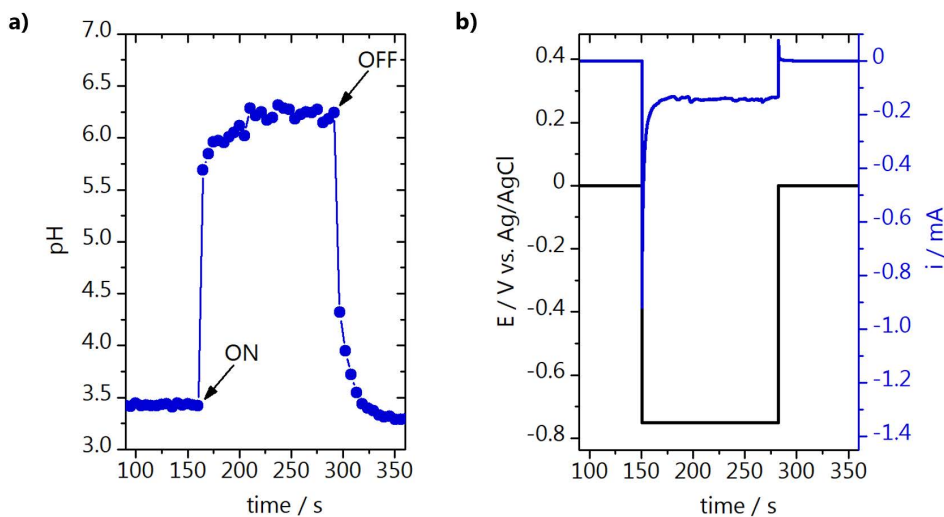 a)
7.0
6.5
6.0
5.5
5.0
4.5
4.0
3.5
3.0
pH
OFF
ON
100 150 200 250 300 350
time / s
b)
0.4
0.2
0
-0.2
-0.4
-0.6
-0.8
E / V vs. Ag/AgCl
0
-0.2
-0.4
-0.6
-0.8
-1.0
-1.2
-1.4
i / mA
100 150 200 250 300 350
time / s